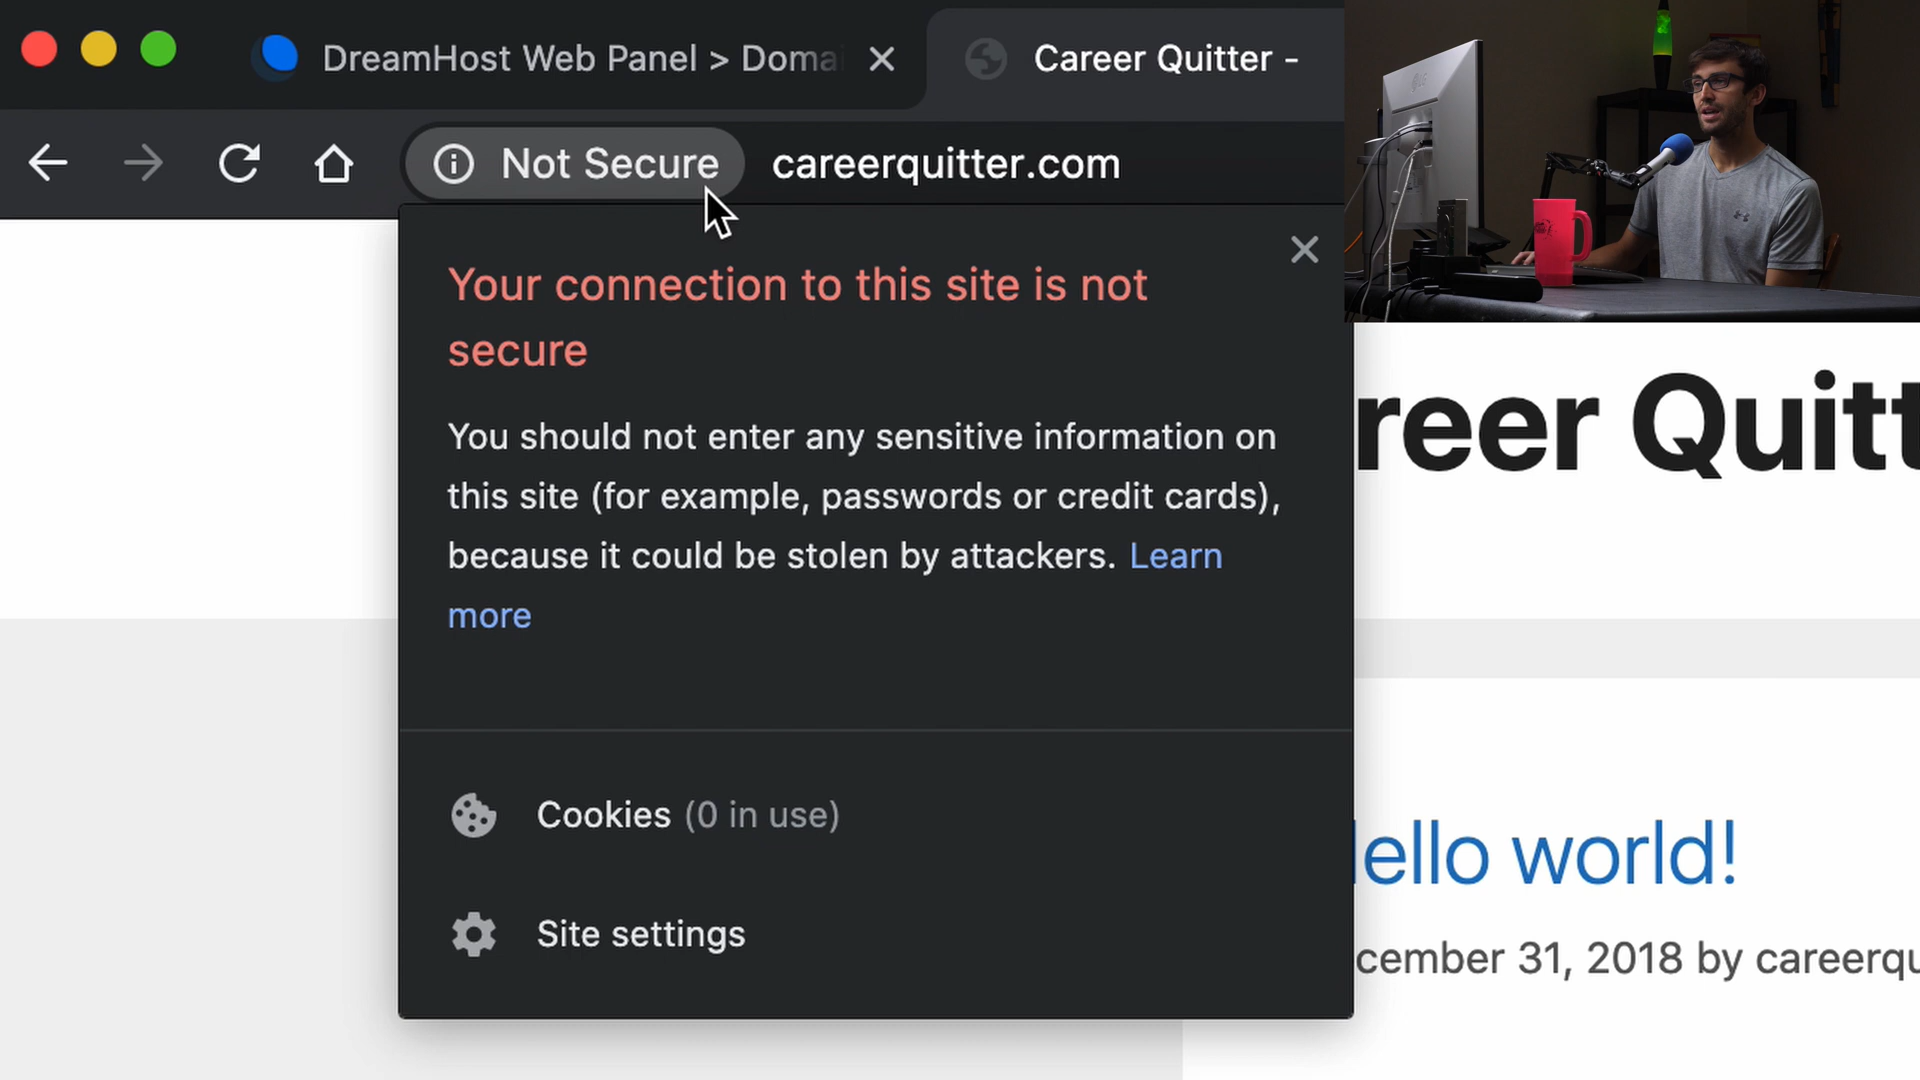 DreamHost Web Panel > Doma
Career Quitter -
Not Secure
careerquitter.com
Your connection to this site is not
secure
You should not enter any sensitive information on
this site (for example, passwords or credit cards),
because it could be stolen by attackers. Learn
more
Cookies (0 in use)
Site settings
reer Quitt
ello world!
cember 31, 2018 by careerqu